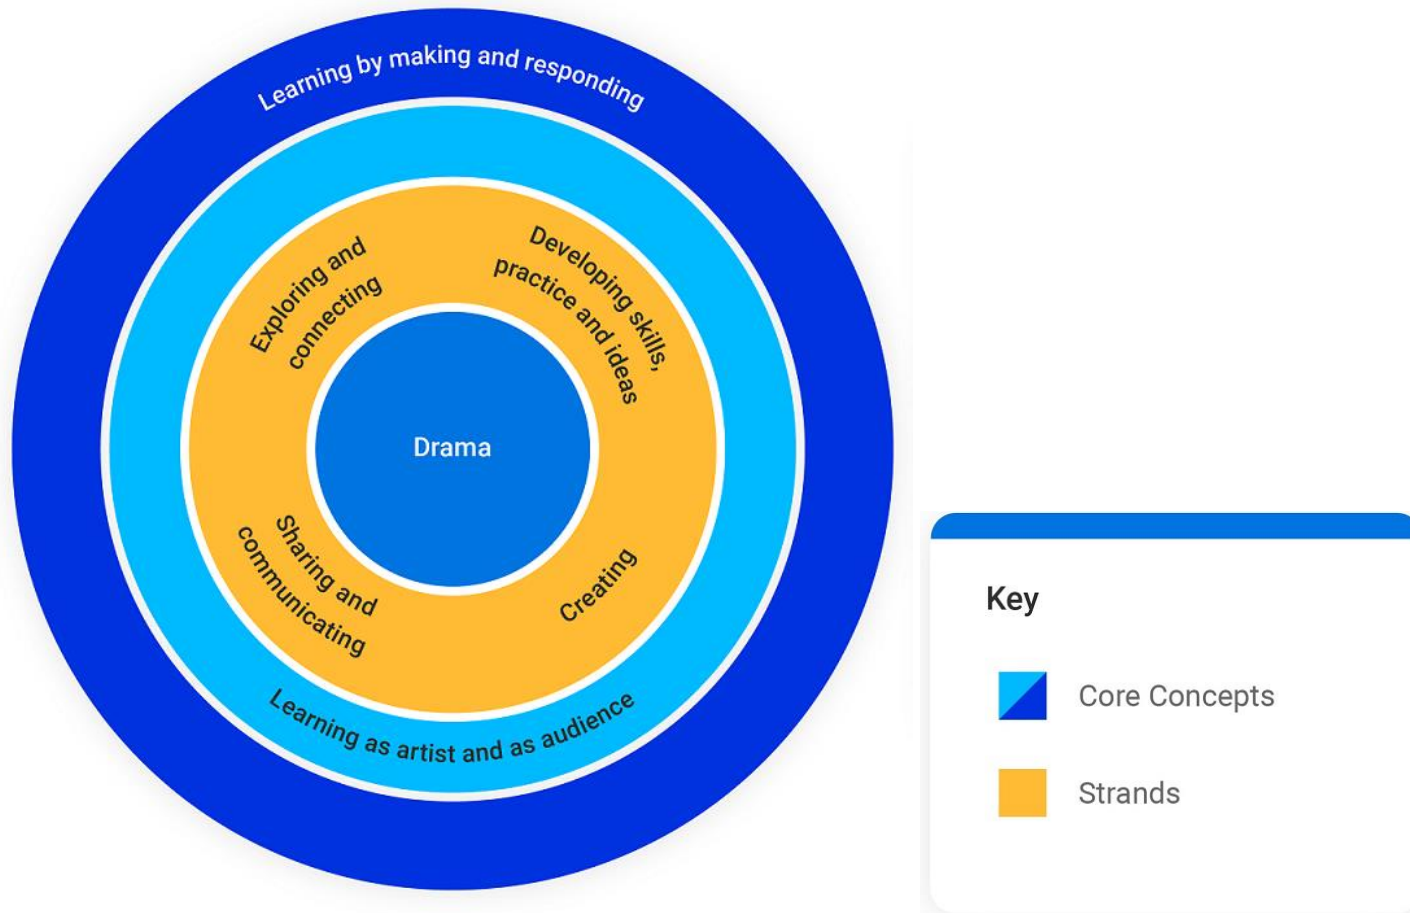 Learning by making and responding
Exploring and
connecting
Developing skills,
practice and ideas
Drama
Sharing and
communicating
Creating
Learning as artist and as audience
Key
Core Concepts
Strands